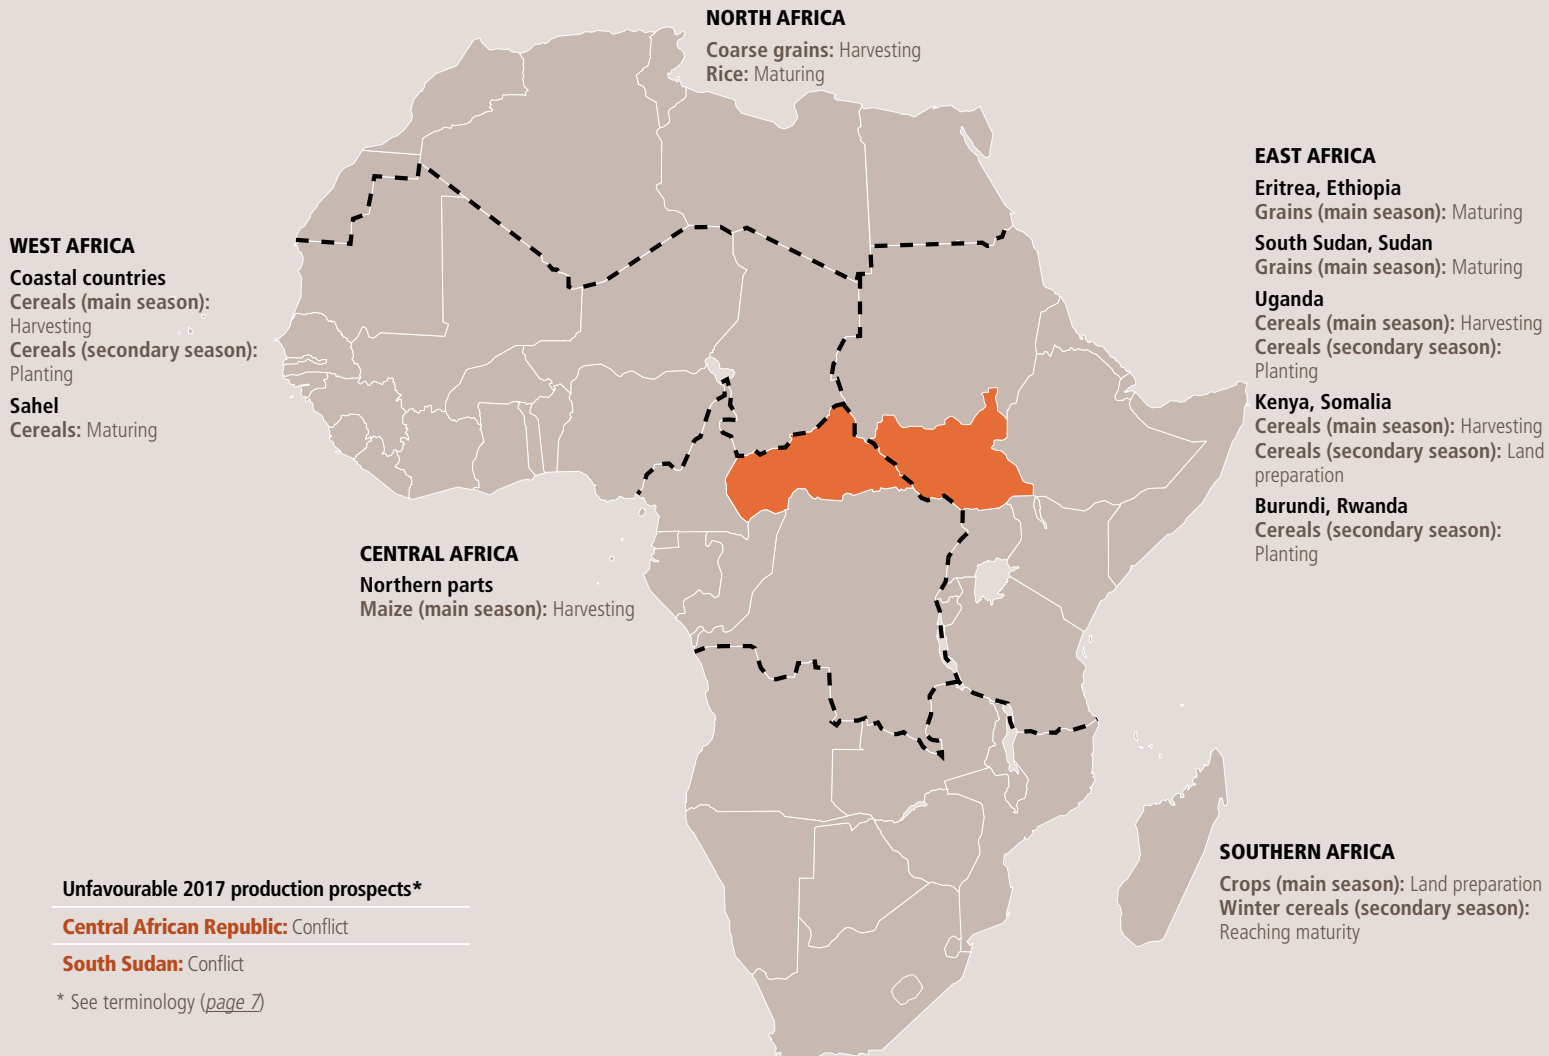 NORTH AFRICA
Coarse grains: Harvesting
Rice: Maturing
WEST AFRICA
Coastal countries
Cereals (main season):
Harvesting
Cereals (secondary season):
Planting
Sahel
Cereals: Maturing
EAST AFRICA
Eritrea, Ethiopia
Grains (main season): Maturing
South Sudan, Sudan
Grains (main season): Maturing
Uganda
Cereals (main season): Harvesting
Cereals (secondary season):
Planting
Kenya, Somalia
Cereals (main season): Harvesting
Cereals (secondary season): Land
preparation
Burundi, Rwanda
Cereals (secondary season):
Planting
CENTRAL AFRICA
Northern parts
Maize (main season): Harvesting
SOUTHERN AFRICA
Crops (main season): Land preparation
Winter cereals (secondary season):
Reaching maturity
Unfavourable 2017 production prospects*
Central African Republic: Conflict
South Sudan: Conflict
* See terminology (page 7)